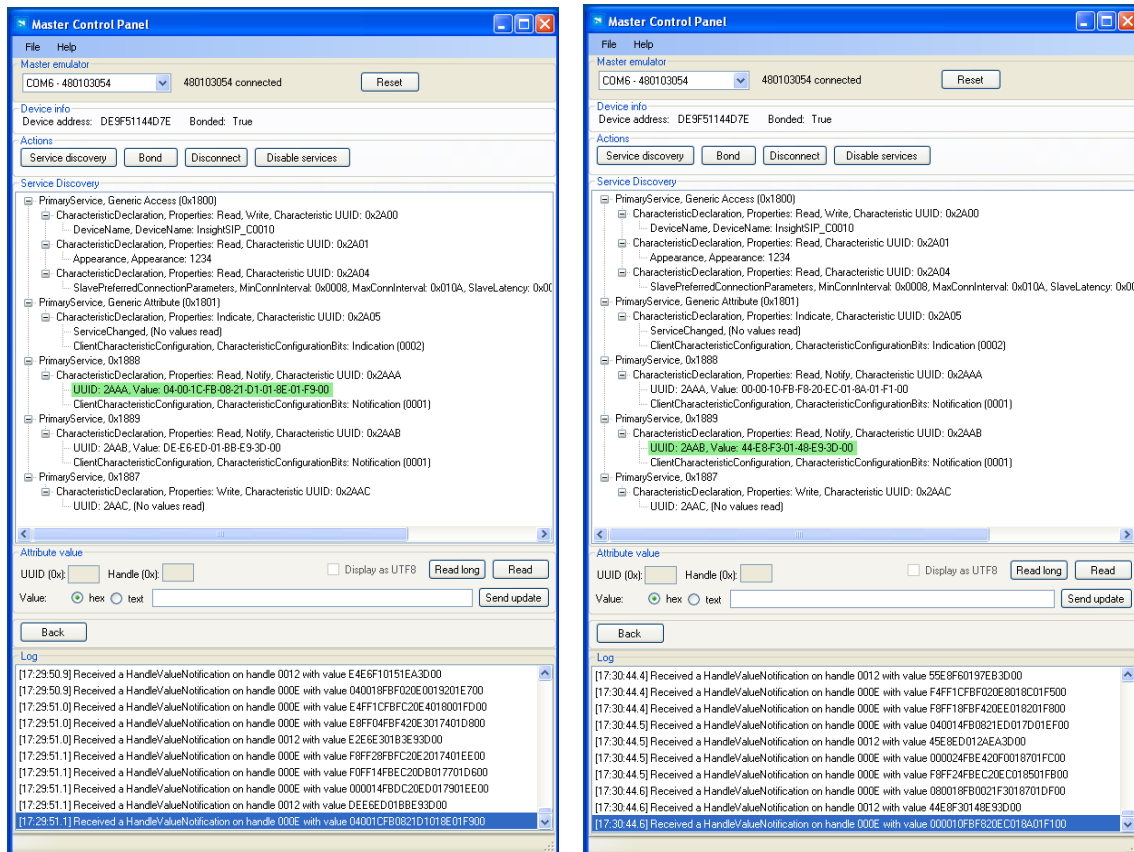 Master Control Panel
File Help
Master emulator
COM6 - 480103054 480103054 connected Reset
Device info
Device address: DE9F51144D7E Bonded: True
Actions
Service discovery Bond Disconnect Disable services
Service Discovery
PrimaryService, Generic Access (0x1800)
CharacteristicDeclaration, Properties: Read, Write, Characteristic UUID: 0x2A00
DeviceName, DeviceName: InsightSIP_C0010
CharacteristicDeclaration, Properties: Read, Characteristic UUID: 0x2A01
Appearance, Appearance: 1234
CharacteristicDeclaration, Properties: Read, Characteristic UUID: 0x2A04
SlavePreferredConnectionParameters, MinConnInterval: 0x0008, MaxConnInterval: 0x010A, SlaveLatency: 0x00
PrimaryService, Generic Attribute (0x1801)
CharacteristicDeclaration, Properties: Indicate, Characteristic UUID: 0x2A05
ServiceChanged, (No values read)
ClientCharacteristicConfiguration, CharacteristicConfigurationBits: Indication (0002)
PrimaryService, 0x1888
CharacteristicDeclaration, Properties: Read, Notify, Characteristic UUID: 0x2AAA
UUID: 2AAA, Value: 04-00-1C-FB-08-21-D1-01-8E-01-F9-00
ClientCharacteristicConfiguration, CharacteristicConfigurationBits: Notification (0001)
PrimaryService, 0x1889
CharacteristicDeclaration, Properties: Read, Notify, Characteristic UUID: 0x2AAB
UUID: 2AAB, Value: DE-E6-ED-01-BB-E9-3D-00
ClientCharacteristicConfiguration, CharacteristicConfigurationBits: Notification (0001)
PrimaryService, 0x1887
CharacteristicDeclaration, Properties: Write, Characteristic UUID: 0x2AAC
UUID: 2AAC, (No values read)
Attribute value
UUID (0x): Handle (0x): Display as UTF8 Read long Read
Value: hex text Send update
Back
Log
[17:29:50.9] Received a HandleValueNotification on handle 0012 with value E4E6F10151EA3D00
[17:29:50.9] Received a HandleValueNotification on handle 000E with value 040018FBF020E0019201E700
[17:29:51.0] Received a HandleValueNotification on handle 000E with value E4FF1CFBFC20E4018001FD00
[17:29:51.0] Received a HandleValueNotification on handle 000E with value E8FF04FBF420E3017401D800
[17:29:51.0] Received a HandleValueNotification on handle 0012 with value E2E6E301B3E93D00
[17:29:51.1] Received a HandleValueNotification on handle 000E with value F8FF28FBFC20E2017401EE00
[17:29:51.1] Received a HandleValueNotification on handle 000E with value F0FF14FBEC20DB017701D600
[17:29:51.1] Received a HandleValueNotification on handle 000E with value 000014FBDC20ED017901EE00
[17:29:51.1] Received a HandleValueNotification on handle 0012 with value DEE6ED01BBE93D00
[17:29:51.1] Received a HandleValueNotification on handle 000E with value 04001CFB0821D1018E01F900
Master Control Panel
File Help
Master emulator
COM6 - 480103054 480103054 connected Reset
Device info
Device address: DE9F51144D7E Bonded: True
Actions
Service discovery Bond Disconnect Disable services
Service Discovery
PrimaryService, Generic Access (0x1800)
CharacteristicDeclaration, Properties: Read, Write, Characteristic UUID: 0x2A00
DeviceName, DeviceName: InsightSIP_C0010
CharacteristicDeclaration, Properties: Read, Characteristic UUID: 0x2A01
Appearance, Appearance: 1234
CharacteristicDeclaration, Properties: Read, Characteristic UUID: 0x2A04
SlavePreferredConnectionParameters, MinConnInterval: 0x0008, MaxConnInterval: 0x010A, SlaveLatency: 0x00
PrimaryService, Generic Attribute (0x1801)
CharacteristicDeclaration, Properties: Indicate, Characteristic UUID: 0x2A05
ServiceChanged, (No values read)
ClientCharacteristicConfiguration, CharacteristicConfigurationBits: Indication (0002)
PrimaryService, 0x1888
CharacteristicDeclaration, Properties: Read, Notify, Characteristic UUID: 0x2AAA
UUID: 2AAA, Value: 00-00-10-FB-F8-20-EC-01-8A-01-F1-00
ClientCharacteristicConfiguration, CharacteristicConfigurationBits: Notification (0001)
PrimaryService, 0x1889
CharacteristicDeclaration, Properties: Read, Notify, Characteristic UUID: 0x2AAB
UUID: 2AAB, Value: 44-E8-F3-01-48-E9-3D-00
ClientCharacteristicConfiguration, CharacteristicConfigurationBits: Notification (0001)
PrimaryService, 0x1887
CharacteristicDeclaration, Properties: Write, Characteristic UUID: 0x2AAC
UUID: 2AAC, (No values read)
Attribute value
UUID (0x): Handle (0x): Display as UTF8 Read long Read
Value: hex text Send update
Back
Log
[17:30:44.4] Received a HandleValueNotification on handle 0012 with value 55E8F60197EB3D00
[17:30:44.4] Received a HandleValueNotification on handle 000E with value F4FF1CFBF020E8018C01F500
[17:30:44.4] Received a HandleValueNotification on handle 000E with value F8FF18FBF420EE018201F800
[17:30:44.5] Received a HandleValueNotification on handle 000E with value 040014FB0821ED017D01EF00
[17:30:44.5] Received a HandleValueNotification on handle 0012 with value 45E8ED012AEA3D00
[17:30:44.5] Received a HandleValueNotification on handle 000E with value 000024FBE420F0018701FC00
[17:30:44.5] Received a HandleValueNotification on handle 000E with value F8FF24FBEC20EC018501FB00
[17:30:44.6] Received a HandleValueNotification on handle 000E with value 080018FB0021F3018701DF00
[17:30:44.6] Received a HandleValueNotification on handle 0012 with value 44E8F30148E93D00
[17:30:44.6] Received a HandleValueNotification on handle 000E with value 000010FBF820EC018A01F100